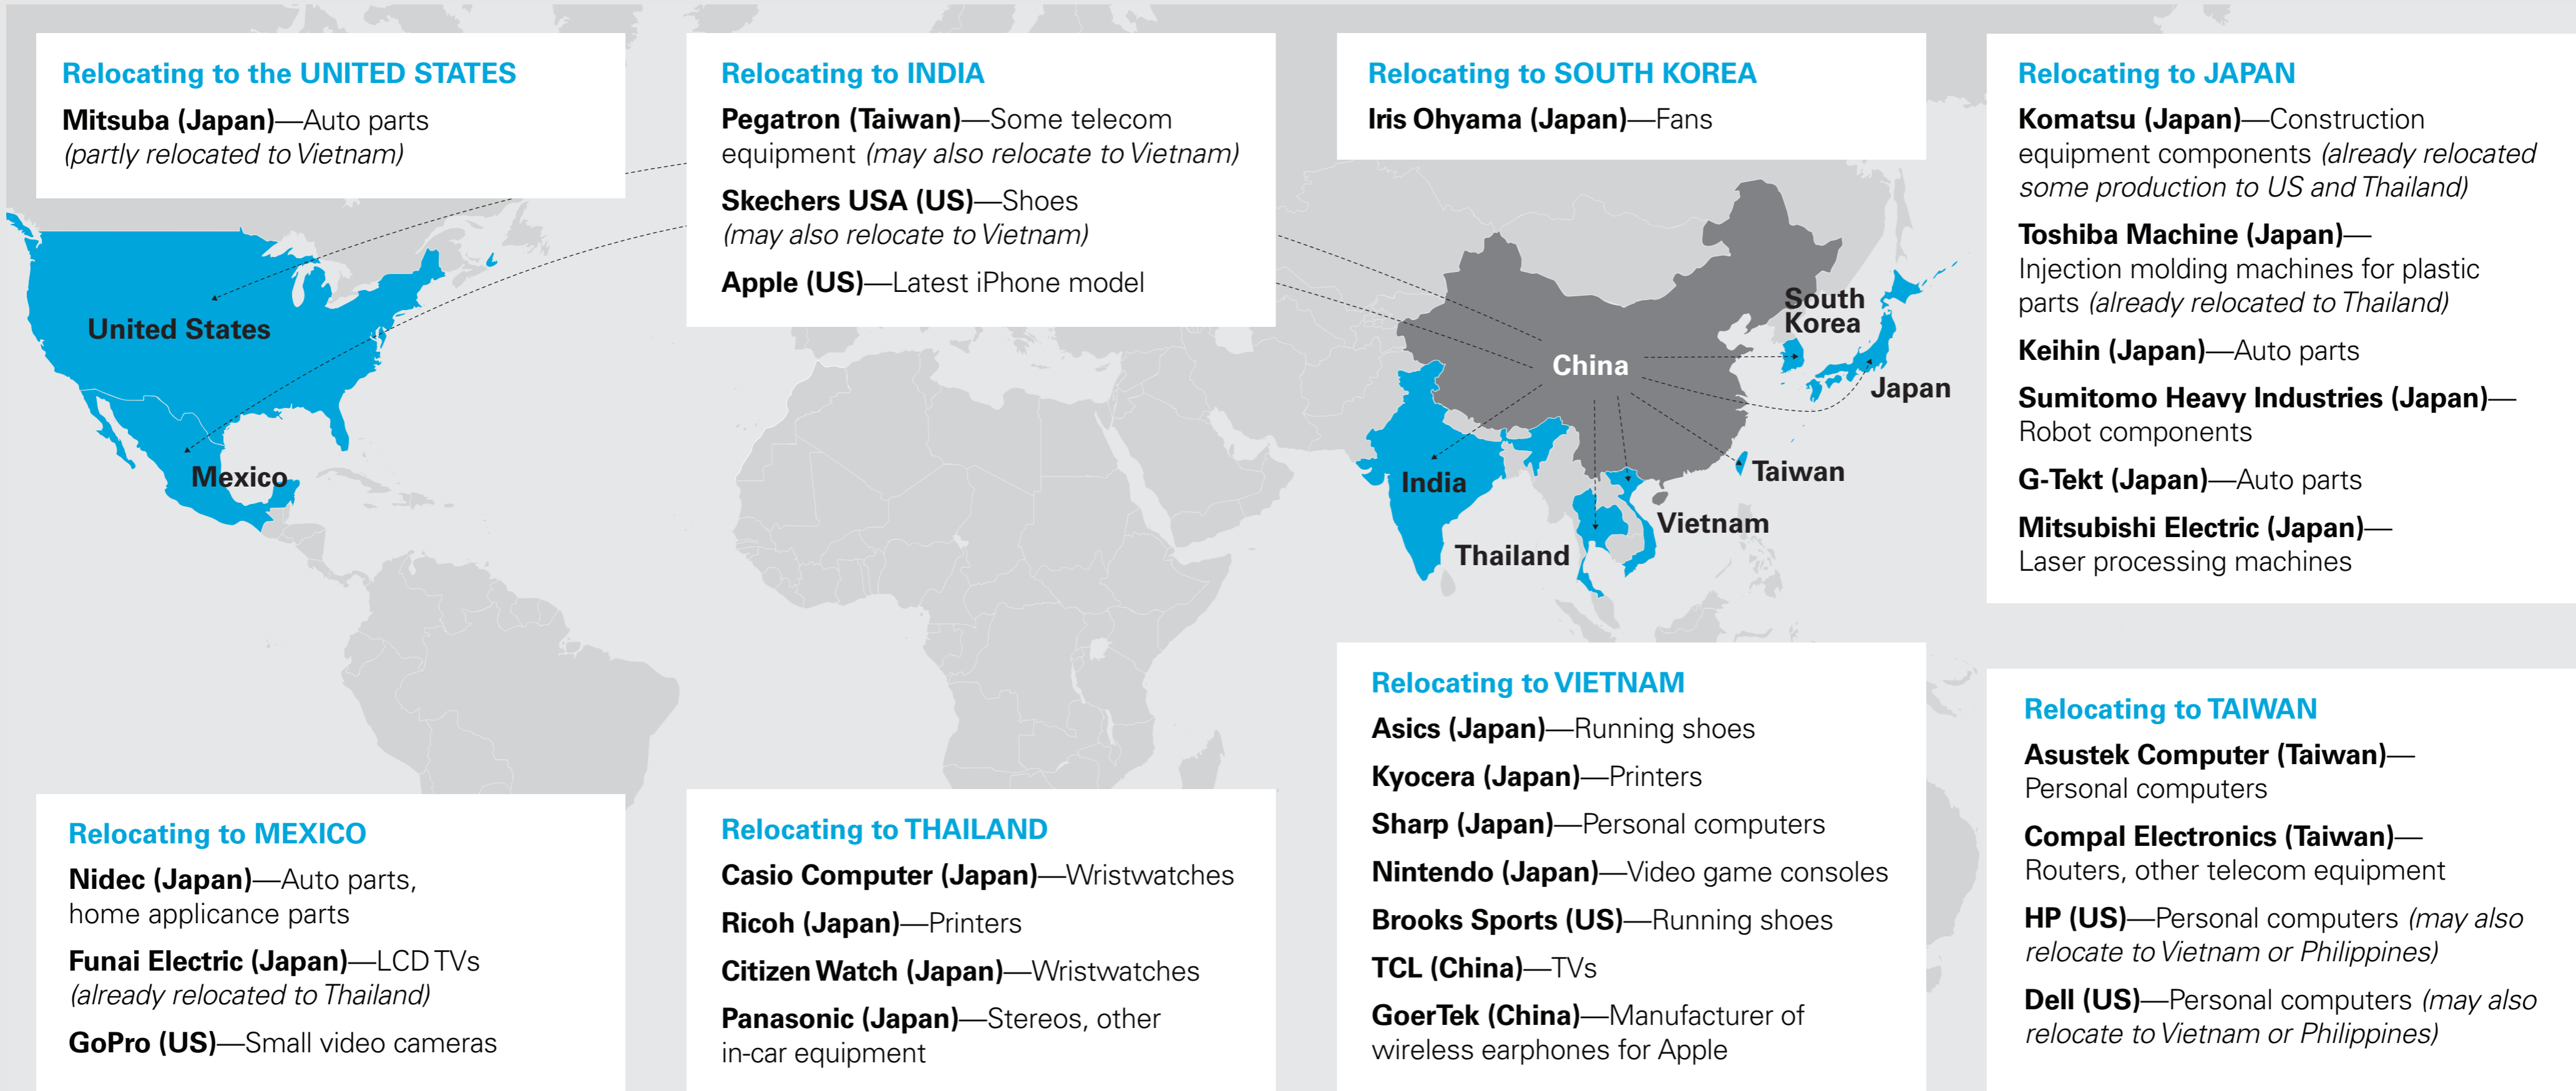 Relocating to the UNITED STATES
Mitsuba (Japan)—Auto parts
(partly relocated to Vietnam)
Relocating to INDIA
Pegatron (Taiwan)—Some telecom
equipment (may also relocate to Vietnam)
Skechers USA (US)—Shoes
(may also relocate to Vietnam)
Apple (US)—Latest iPhone model
Relocating to SOUTH KOREA
Iris Ohyama (Japan)—Fans
Relocating to JAPAN
Komatsu (Japan)—Construction
equipment components (already relocated
some production to US and Thailand)
Toshiba Machine (Japan)—
Injection molding machines for plastic
parts (already relocated to Thailand)
Keihin (Japan)—Auto parts
Sumitomo Heavy Industries (Japan)—
Robot components
G-Tekt (Japan)—Auto parts
Mitsubishi Electric (Japan)—
Laser processing machines
United States
Mexico
China
South
Korea
Japan
India
Taiwan
Vietnam
Thailand
Relocating to MEXICO
Nidec (Japan)—Auto parts,
home applicance parts
Funai Electric (Japan)—LCD TVs
(already relocated to Thailand)
GoPro (US)—Small video cameras
Relocating to THAILAND
Casio Computer (Japan)—Wristwatches
Ricoh (Japan)—Printers
Citizen Watch (Japan)—Wristwatches
Panasonic (Japan)—Stereos, other
in-car equipment
Relocating to VIETNAM
Asics (Japan)—Running shoes
Kyocera (Japan)—Printers
Sharp (Japan)—Personal computers
Nintendo (Japan)—Video game consoles
Brooks Sports (US)—Running shoes
TCL (China)—TVs
GoerTek (China)—Manufacturer of
wireless earphones for Apple
Relocating to TAIWAN
Asustek Computer (Taiwan)—
Personal computers
Compal Electronics (Taiwan)—
Routers, other telecom equipment
HP (US)—Personal computers (may also
relocate to Vietnam or Philippines)
Dell (US)—Personal computers (may also
relocate to Vietnam or Philippines)